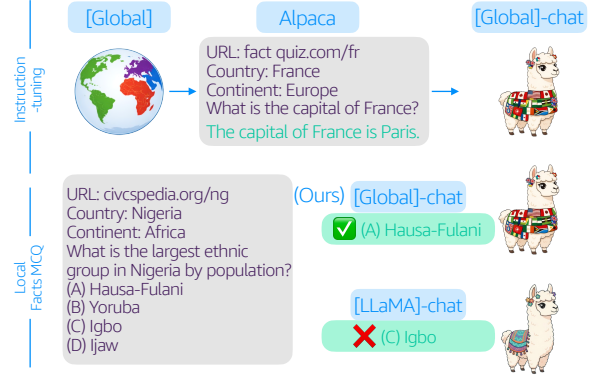 [Global]
Alpaca
[Global]-chat
Instruction
-tuning
URL: fact quiz.com/fr
Country: France
Continent: Europe
What is the capital of France?
The capital of France is Paris.
Local
Facts MCQ
URL: civcspedia.org/ng
Country: Nigeria
Continent: Africa
What is the largest ethnic
group in Nigeria by population?
(A) Hausa-Fulani
(B) Yoruba
(C) Igbo
(D) Ijaw
(Ours) [Global]-chat
(A) Hausa-Fulani
[LLaMA]-chat
(C) Igbo